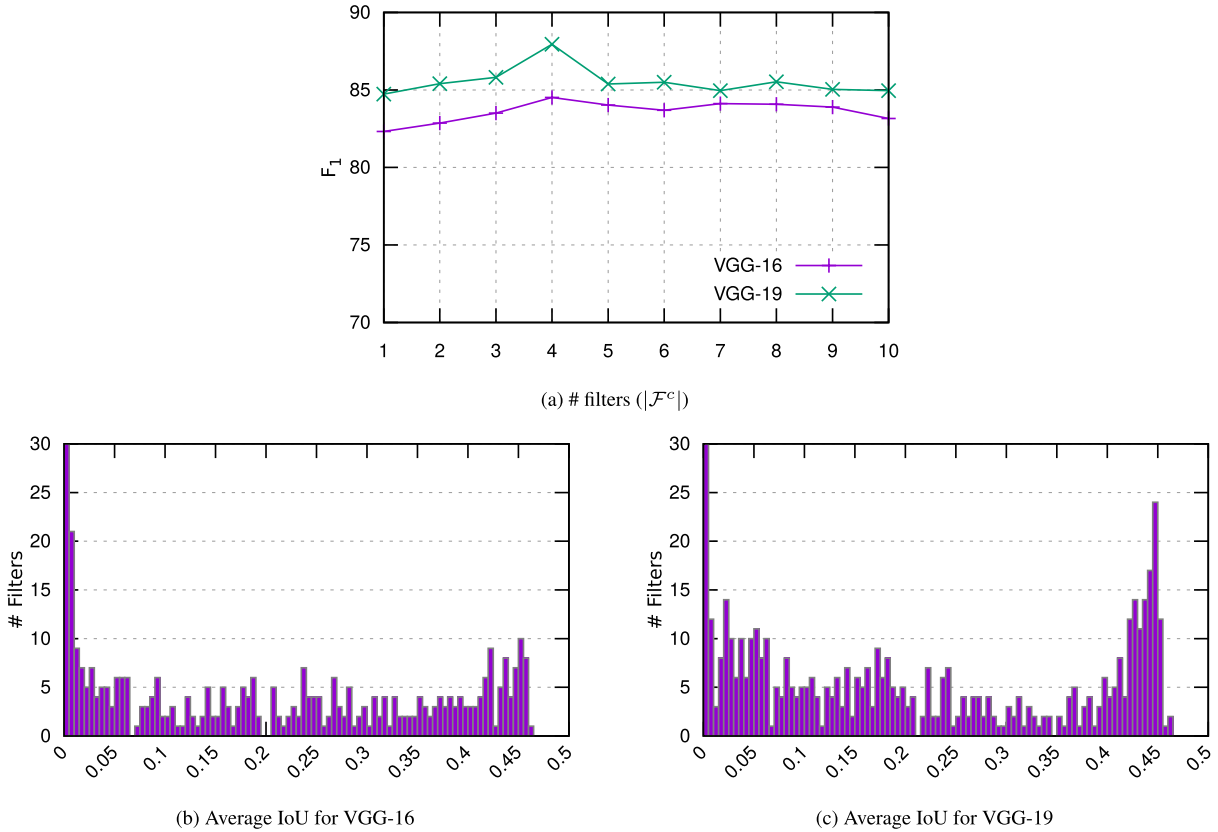 90
85
80
75
70
F1
VGG-16
VGG-19
1 2 3 4 5 6 7 8 9 10
(a) # filters (|𝓕ᶜ|)
30
25
20
15
10
5
0
# Filters
0 0.05 0.1 0.15 0.2 0.25 0.3 0.35 0.4 0.45 0.5
(b) Average IoU for VGG-16
30
25
20
15
10
5
0
# Filters
0 0.05 0.1 0.15 0.2 0.25 0.3 0.35 0.4 0.45 0.5
(c) Average IoU for VGG-19